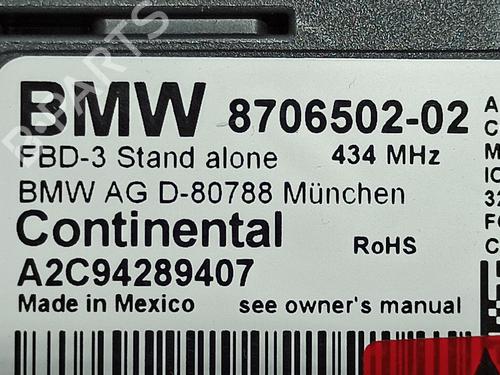 BMW 8706502-02
FBD-3 Stand alone 434 MHz
BMW AG D-80788 München
Continental RoHS
A2C94289407
Made in Mexico see owner's manual
B-PARTS